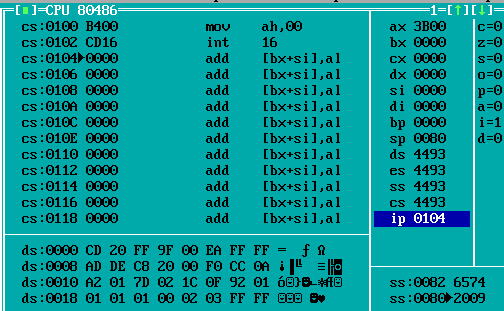 [■]=CPU 80486 1=[↑][↓]
cs:0100 B400 mov ah,00 ax 3B00 c=0
cs:0102 CD16 int 16 bx 0000 z=0
cs:0104►0000 add [bx+si],al cx 0000 s=0
cs:0106 0000 add [bx+si],al dx 0000 o=0
cs:0108 0000 add [bx+si],al si 0000 p=0
cs:010A 0000 add [bx+si],al di 0000 a=0
cs:010C 0000 add [bx+si],al bp 0000 i=1
cs:010E 0000 add [bx+si],al sp 0080 d=0
cs:0110 0000 add [bx+si],al ds 4493
cs:0112 0000 add [bx+si],al es 4493
cs:0114 0000 add [bx+si],al ss 4493
cs:0116 0000 add [bx+si],al cs 4493
cs:0118 0000 add [bx+si],al ip 0104
ds:0000 CD 20 FF 9F 00 EA FF FF = ƒ Ω
ds:0008 AD DE C8 20 00 F0 CC 0A
ds:0010 A2 01 7D 02 1C 0F 92 01 ss:0082 6574
ds:0018 01 01 01 00 02 03 FF FF ss:0080►2009